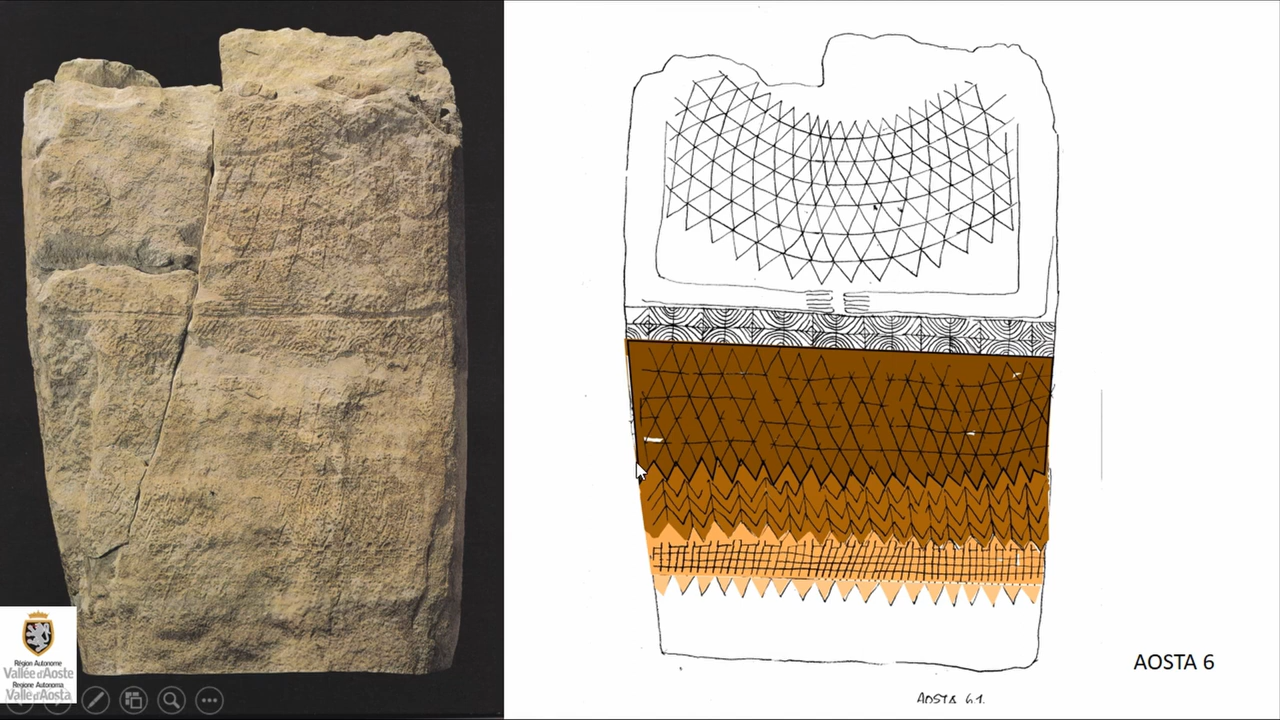 Région Autonome
Vallée d'Aoste
Regione Autonoma
Valle d'Aosta
AOSTA 6
AOSTA 6.1.